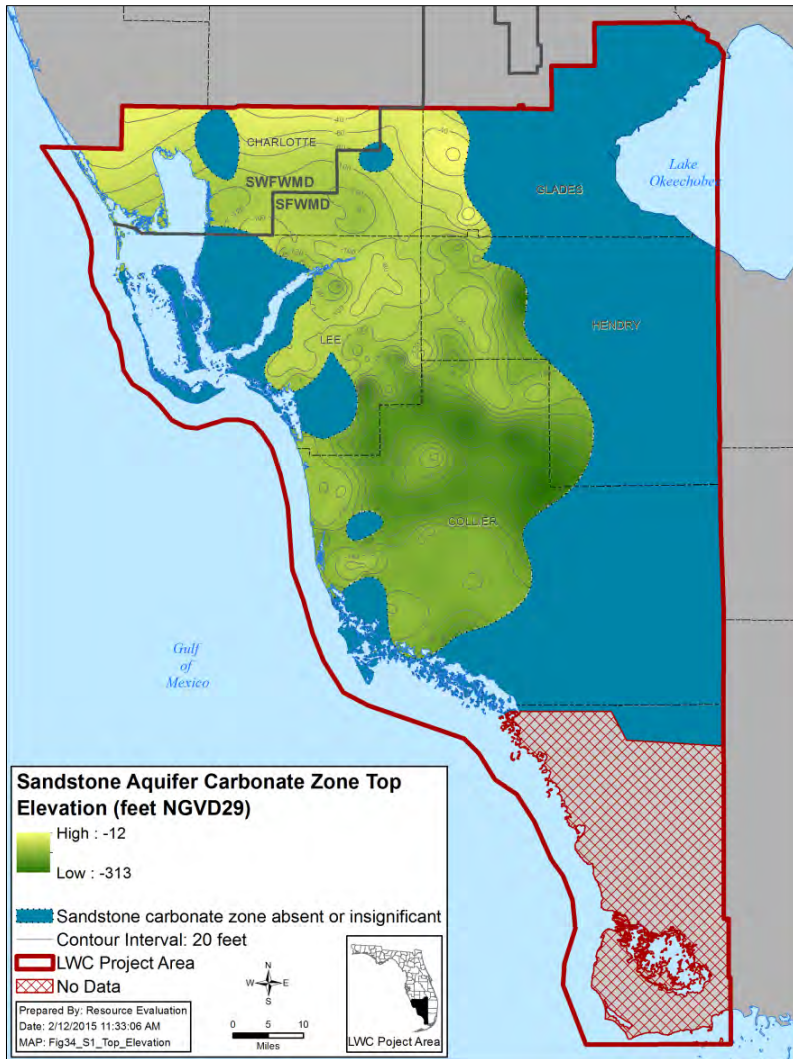 CHARLOTTE
SWFWMD
SFWMD
Lake
Okeechobee
GLADES
HENDRY
LEE
COLLIER
Gulf
of
Mexico
Sandstone Aquifer Carbonate Zone Top
Elevation (feet NGVD29)
High : -12
Low : -313
Sandstone carbonate zone absent or insignificant
Contour Interval: 20 feet
LWC Project Area
No Data
N
W E
S
Prepared By: Resource Evaluation
Date: 2/12/2015 11:33:06 AM
MAP: Fig34_S1_Top_Elevation
0 5 10
Miles
LWC Poject Area